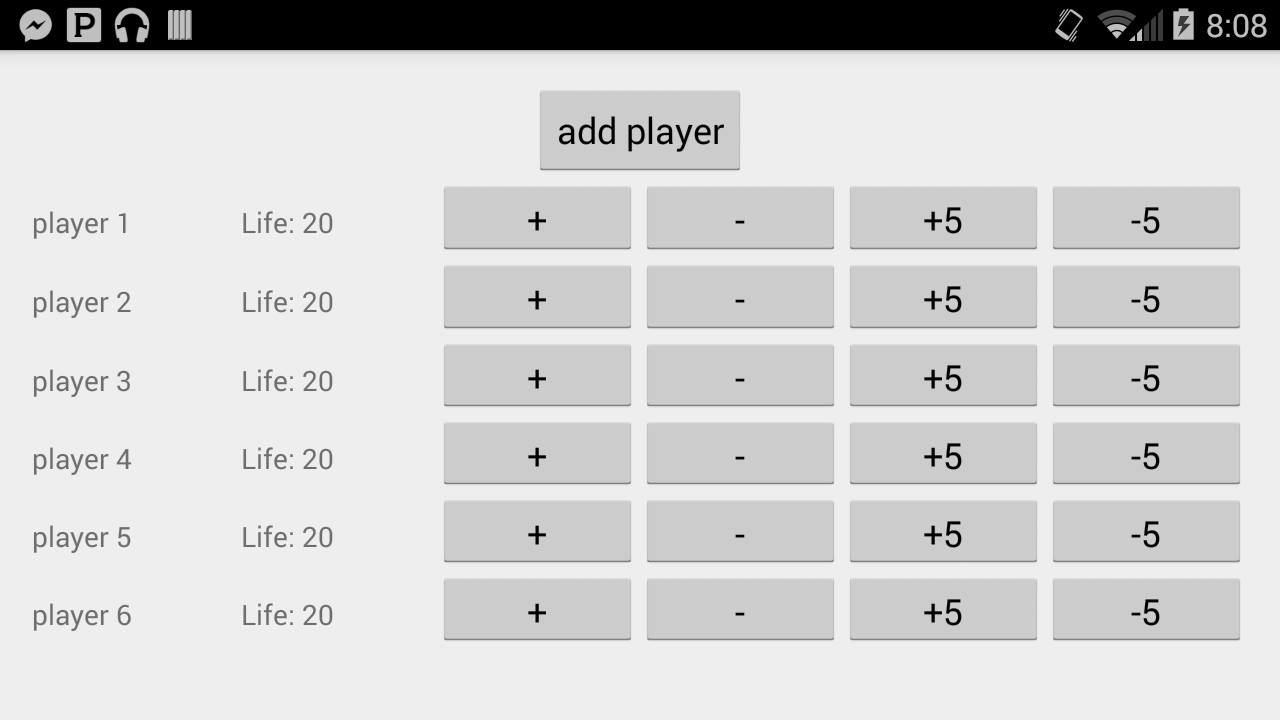 P 8:08
add player
player 1 Life: 20 + - +5 -5
player 2 Life: 20 + - +5 -5
player 3 Life: 20 + - +5 -5
player 4 Life: 20 + - +5 -5
player 5 Life: 20 + - +5 -5
player 6 Life: 20 + - +5 -5